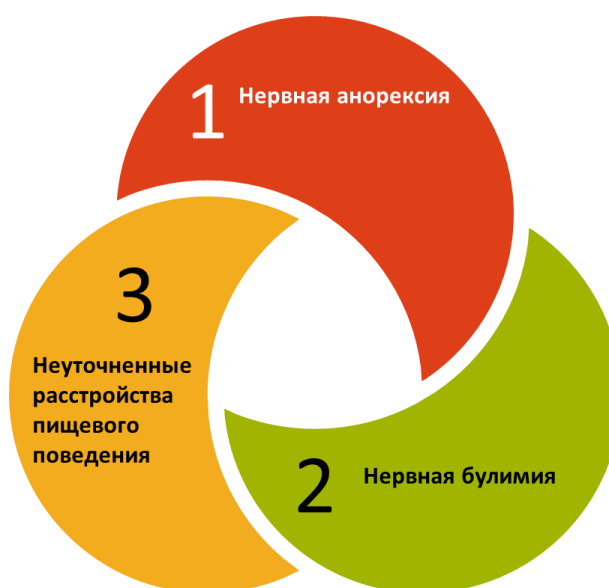 1 Нервная анорексия
2 Нервная булимия
3
Неуточненные
расстройства
пищевого
поведения